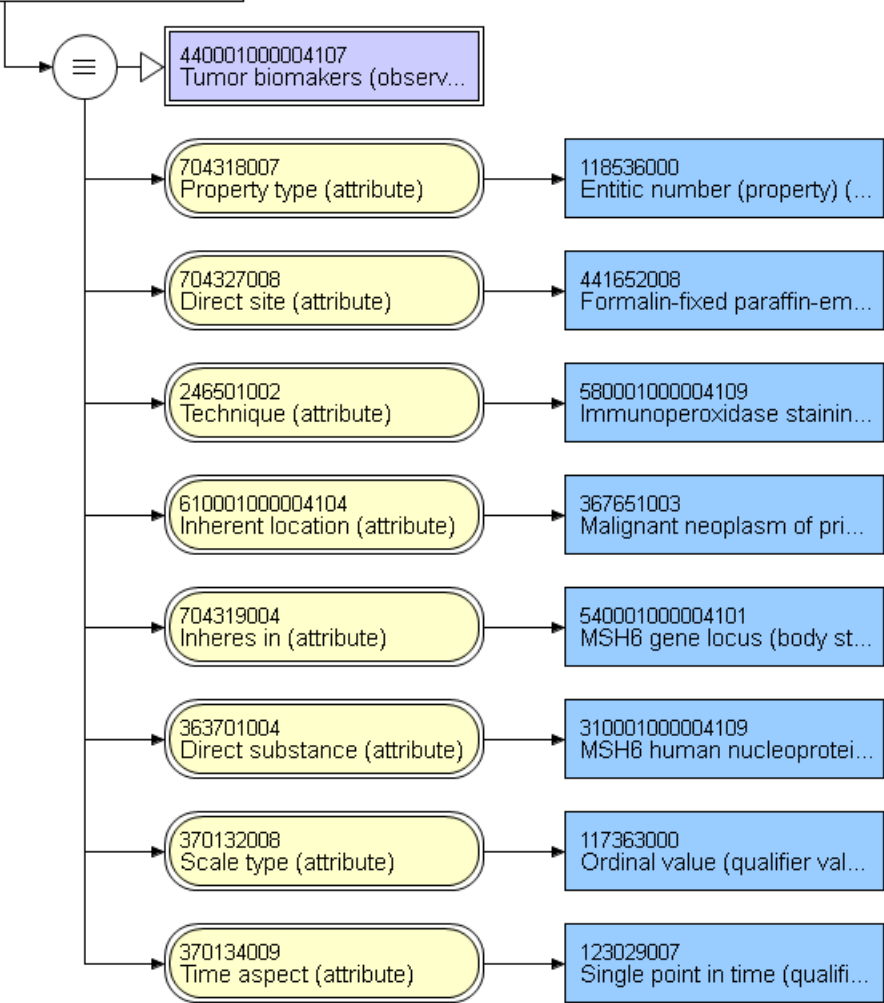 440001000004107
Tumor biomakers (observ...
704318007
Property type (attribute)
118536000
Entitic number (property) (...
704327008
Direct site (attribute)
441652008
Formalin-fixed paraffin-em...
246501002
Technique (attribute)
580001000004109
Immunoperoxidase stainin...
610001000004104
Inherent location (attribute)
367651003
Malignant neoplasm of pri...
704319004
Inheres in (attribute)
540001000004101
MSH6 gene locus (body st...
363701004
Direct substance (attribute)
310001000004109
MSH6 human nucleoprotei...
370132008
Scale type (attribute)
117363000
Ordinal value (qualifier val...
370134009
Time aspect (attribute)
123029007
Single point in time (qualifi...